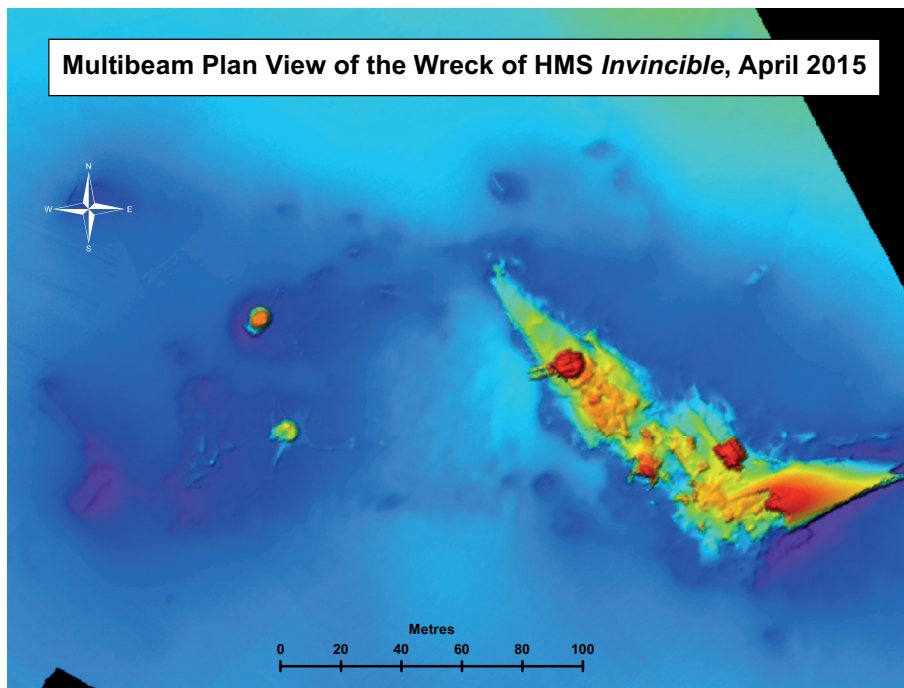 Multibeam Plan View of the Wreck of HMS Invincible, April 2015
N
W E
S
Metres
0 20 40 60 80 100